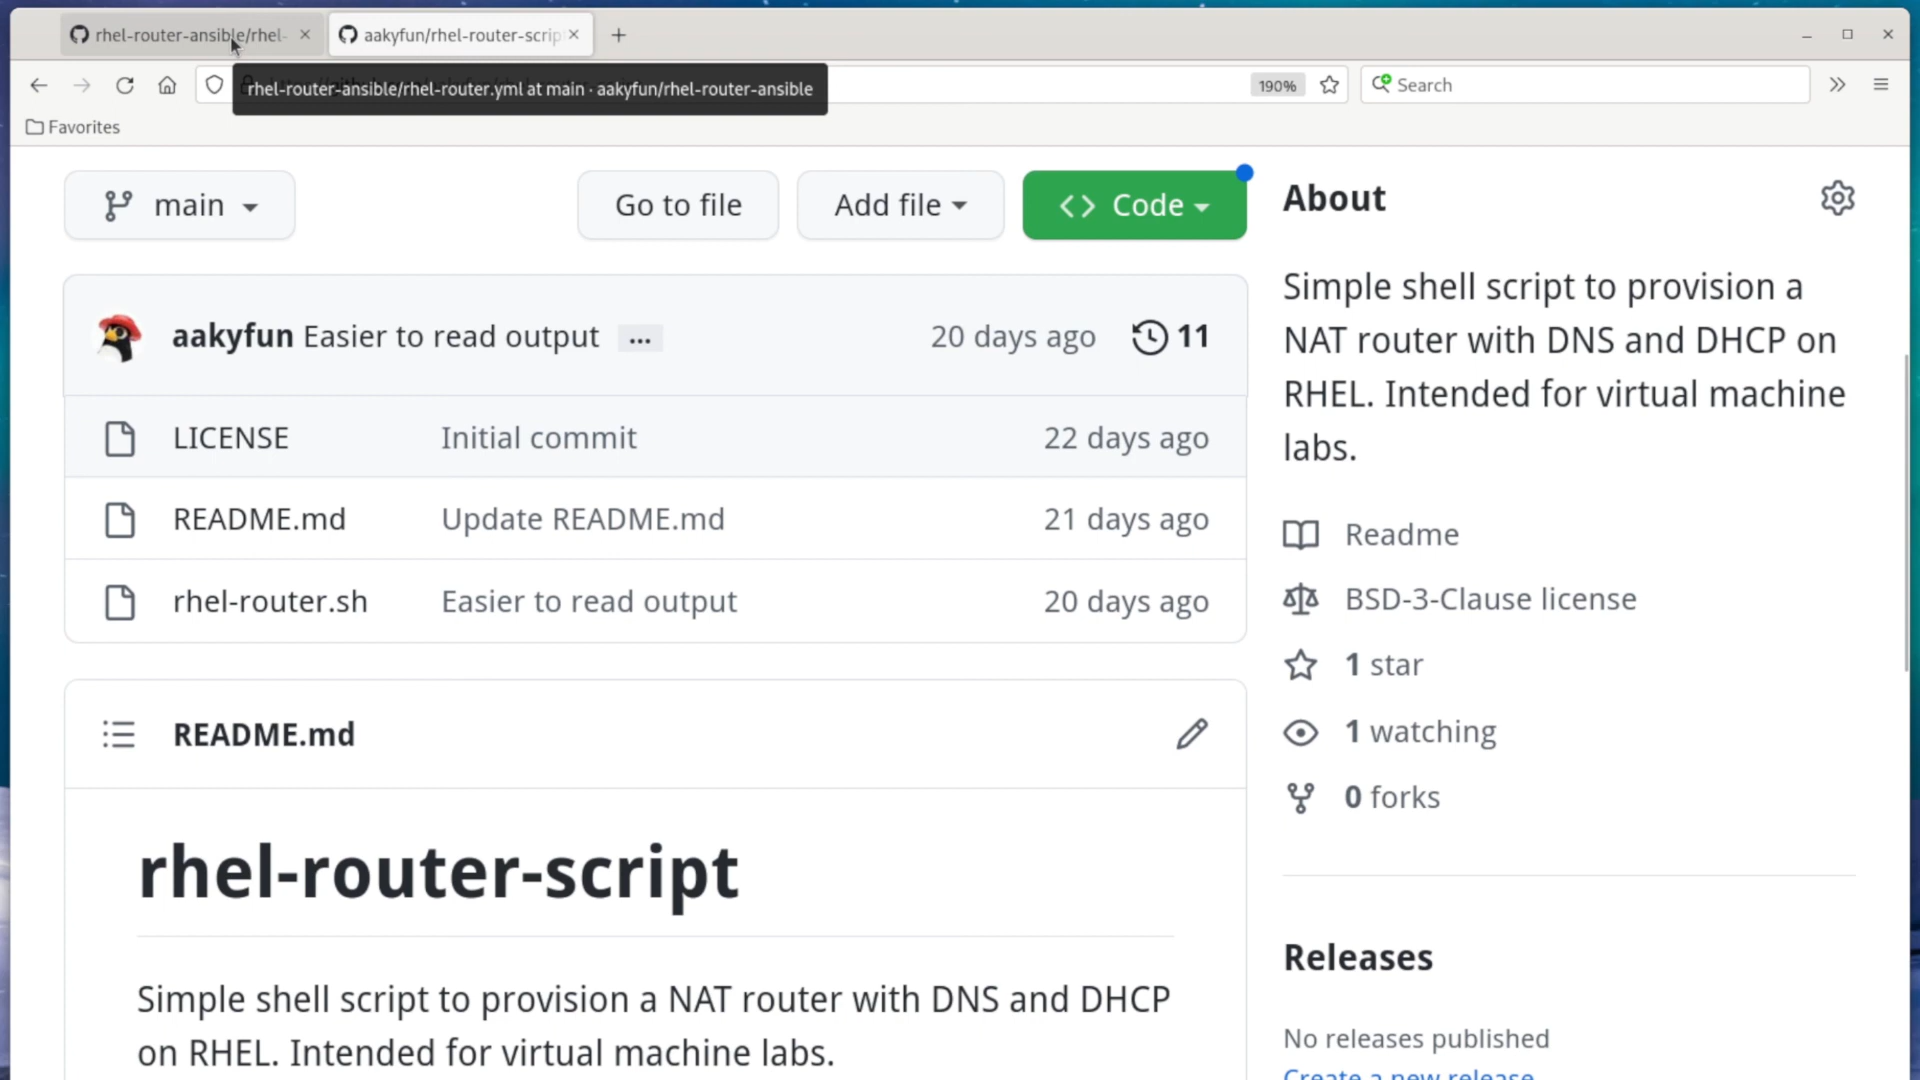 rhel-router-ansible/rhel-
aakyfun/rhel-router-scrip
rhel-router-ansible/rhel-router.yml at main · aakyfun/rhel-router-ansible
190%
Search
Favorites
main
Go to file
Add file
Code
aakyfun Easier to read output ...
20 days ago
11
LICENSE Initial commit 22 days ago
README.md Update README.md 21 days ago
rhel-router.sh Easier to read output 20 days ago
README.md
rhel-router-script
Simple shell script to provision a NAT router with DNS and DHCP
on RHEL. Intended for virtual machine labs.
About
Simple shell script to provision a
NAT router with DNS and DHCP on
RHEL. Intended for virtual machine
labs.
Readme
BSD-3-Clause license
1 star
1 watching
0 forks
Releases
No releases published
Create a new release